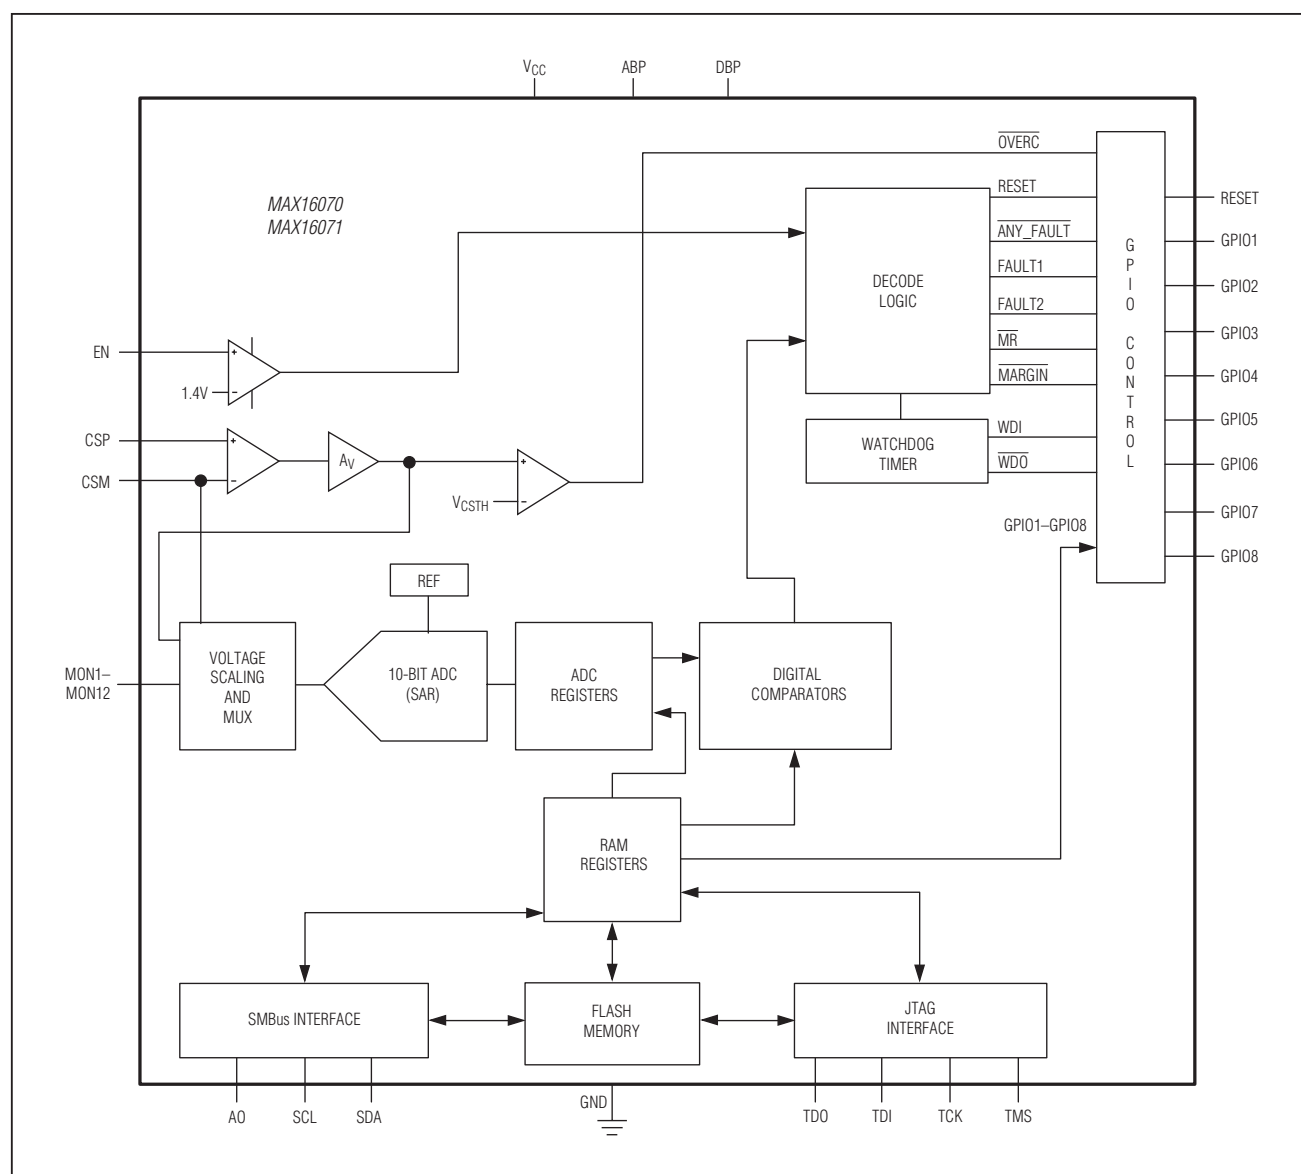 VCC
ABP
DBP
MAX16070
MAX16071
OVERC
RESET
ANY_FAULT
FAULT1
FAULT2
MR
MARGIN
WDI
WDO
GPIO1–GPIO8
GPIO CONTROL
RESET
GPIO1
GPIO2
GPIO3
GPIO4
GPIO5
GPIO6
GPIO7
GPIO8
DECODE
LOGIC
WATCHDOG
TIMER
EN
+
1.4V
–
CSP
+
CSM
–
AV
+
VCSTH
–
REF
MON1–
MON12
VOLTAGE
SCALING
AND
MUX
10-BIT ADC
(SAR)
ADC
REGISTERS
DIGITAL
COMPARATORS
RAM
REGISTERS
SMBus INTERFACE
FLASH
MEMORY
JTAG
INTERFACE
A0
SCL
SDA
GND
TDO
TDI
TCK
TMS